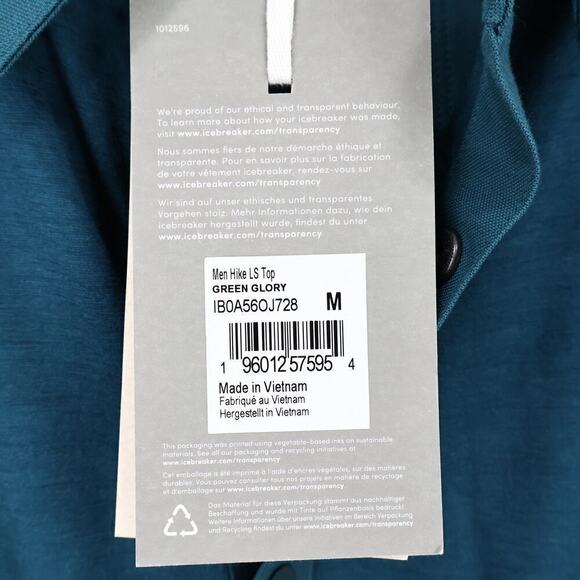 1012596
We're proud of our ethical and transparent behaviour.
To learn more about how your icebreaker was made,
visit www.icebreaker.com/transparency
Nous sommes fiers de notre démarche éthique et
transparente. Pour en savoir plus sur la fabrication
de votre vêtement icebreaker, rendez-vous sur
www.icebreaker.com/transparency
Wir sind auf unser ethisches und transparentes
Vorgehen stolz. Mehr Informationen dazu, wie dein
icebreaker hergestellt wurde, findest du unter
www.icebreaker.com/transparency
Men Hike LS Top
GREEN GLORY
IB0A56OJ728 M
1 96012 57595 4
Made in Vietnam
Fabriqué au Vietnam
Hergestellt in Vietnam
This packaging was printed using vegetable-based inks on sustainable
materials. See all our packaging and recycling initiatives at
www.icebreaker.com/transparency
Cet emballage a été imprimé à l'aide d'encres végétales, sur des matières
durables. Vous pouvez consulter tous nos projets en matière de recyclage
et d'emballage sur www.icebreaker.com/transparency
Das Material für diese Verpackung stammt aus nachhaltiger
Beschaffung und wurde mit Tinte auf Pflanzenbasis bedruckt.
Weitere Informationen über unsere Initiativen im Bereich Verpackung
und Recycling findest du unter www.icebreaker.com/transparency